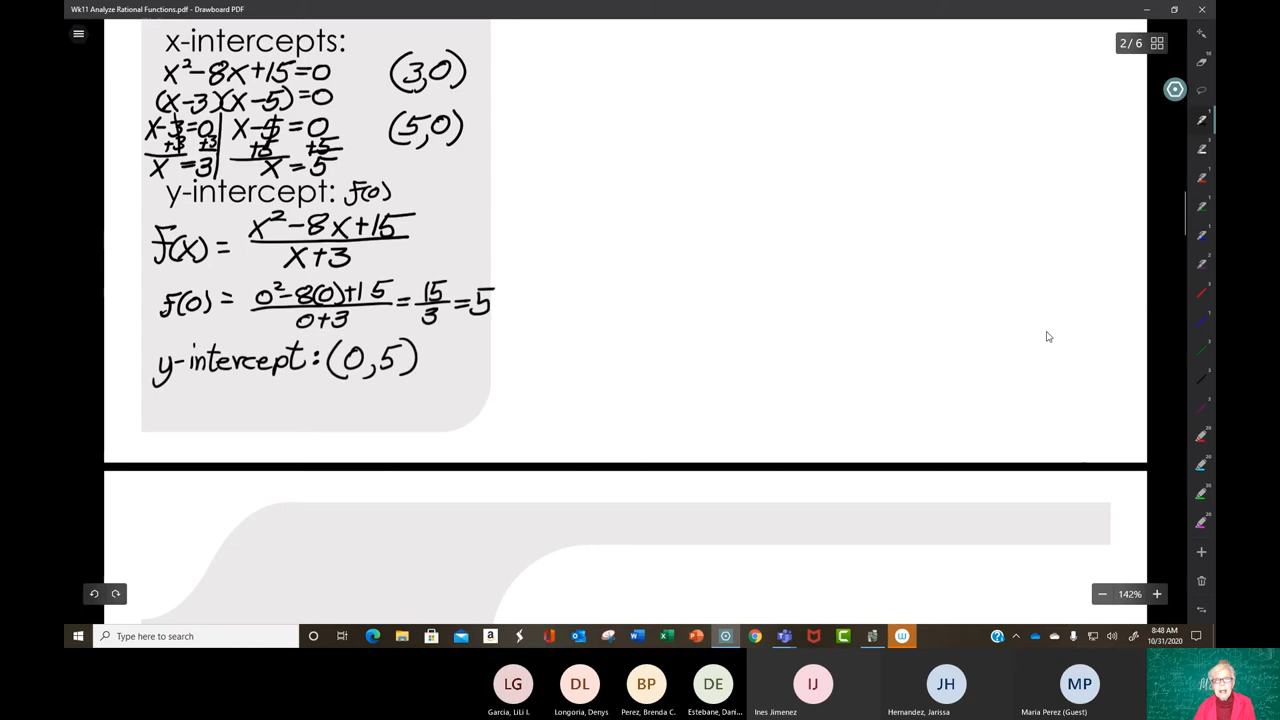 Wk11 Analyze Rational Functions.pdf - Drawboard PDF
2 / 6
x-intercepts:
x²-8x+15=0 (3,0)
(x-3)(x-5)=0
x-3=0 x-5=0 (5,0)
+3 +3 +5 +5
x = 3 x = 5
y-intercept: f(0)
f(x) = x²-8x+15
x+3
f(0) = 0²-8(0)+15 = 15 = 5
0+3 3
y-intercept: (0,5)
142%
Type here to search
8:48 AM
10/31/2020
LG
DL
BP
DE
IJ
JH
MP
Garcia, LiLi I.
Longoria, Denys
Perez, Brenda C.
Estebane, Dani...
Ines Jimenez
Hernandez, Jarissa
Maria Perez (Guest)